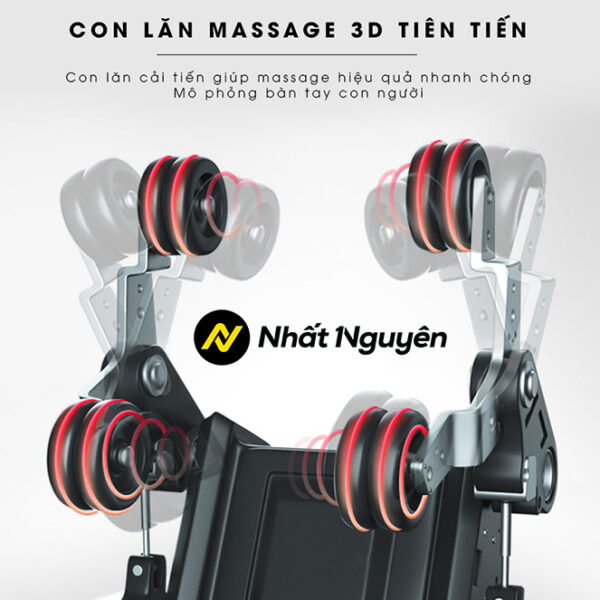 CON LĂN MASSAGE 3D TIÊN TIẾN
Con lăn cải tiến giúp massage hiệu quả nhanh chóng
Mô phỏng bàn tay con người
Nhất Nguyên